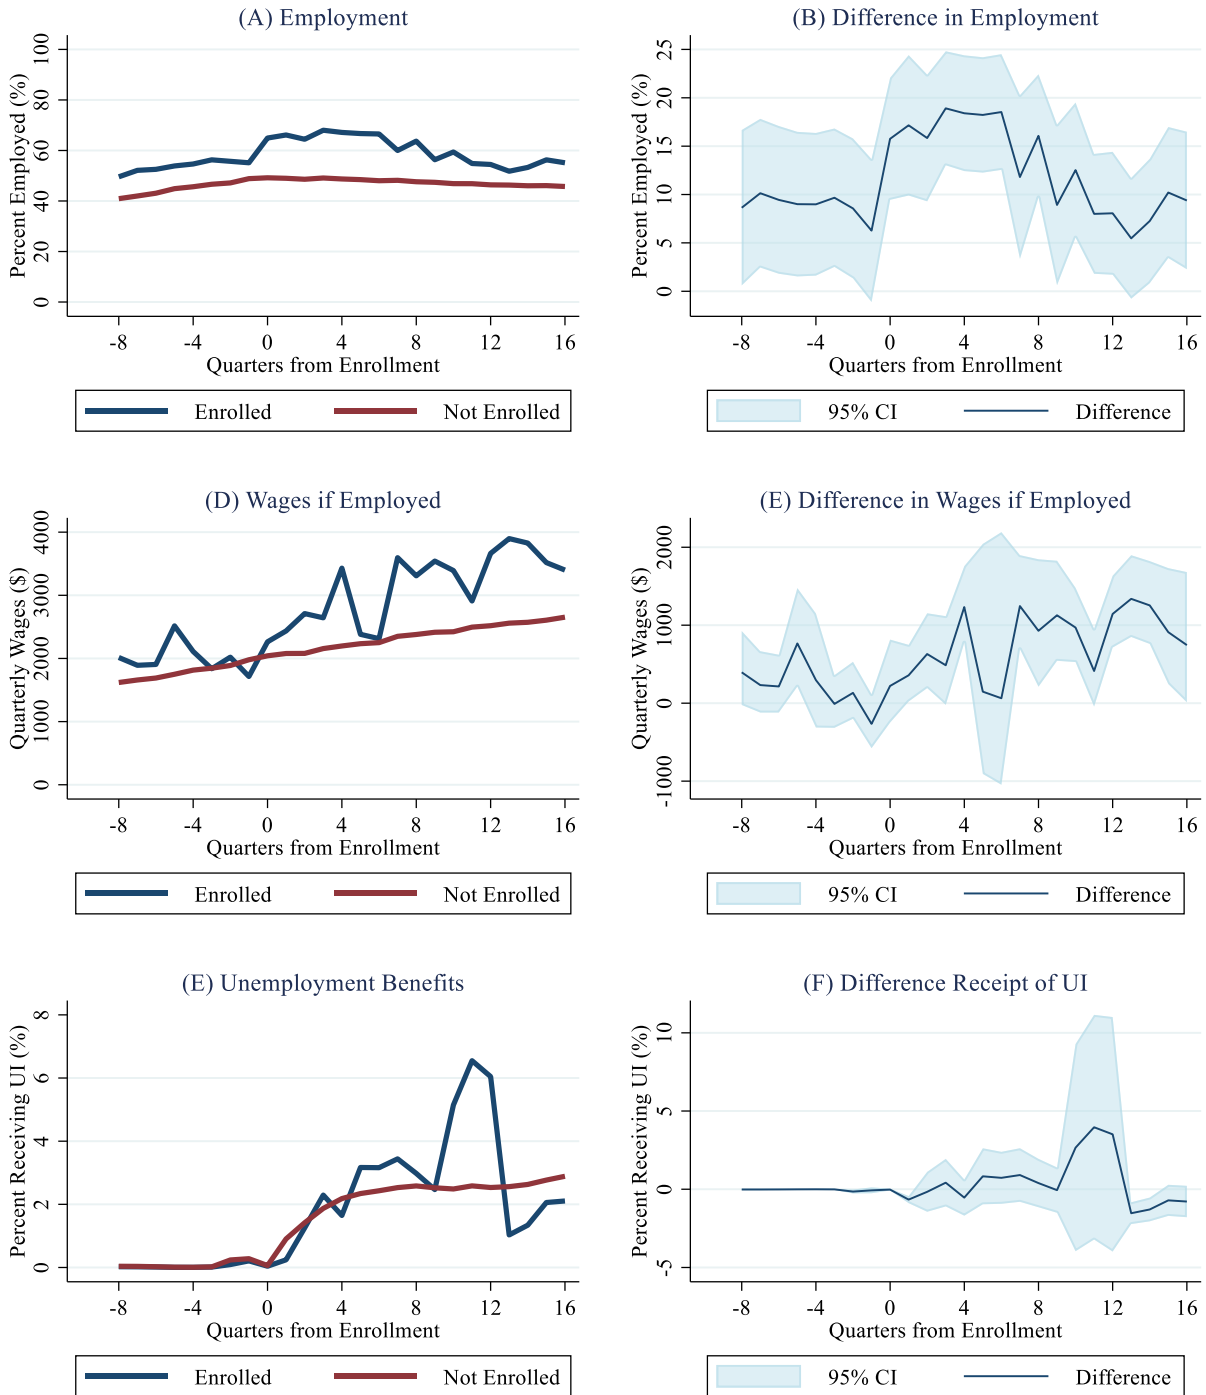 (A) Employment
Percent Employed (%)
100
80
60
40
20
0
-8 -4 0 4 8 12 16
Quarters from Enrollment
Enrolled Not Enrolled
(B) Difference in Employment
Percent Employed (%)
25
20
15
10
5
0
-8 -4 0 4 8 12 16
Quarters from Enrollment
95% CI Difference
(D) Wages if Employed
Quarterly Wages ($)
4000
3000
2000
1000
0
-8 -4 0 4 8 12 16
Quarters from Enrollment
Enrolled Not Enrolled
(E) Difference in Wages if Employed
Quarterly Wages ($)
2000
1000
0
-1000
-8 -4 0 4 8 12 16
Quarters from Enrollment
95% CI Difference
(E) Unemployment Benefits
Percent Receiving UI (%)
8
6
4
2
0
-8 -4 0 4 8 12 16
Quarters from Enrollment
Enrolled Not Enrolled
(F) Difference Receipt of UI
Percent Receiving UI (%)
10
5
0
-5
-8 -4 0 4 8 12 16
Quarters from Enrollment
95% CI Difference